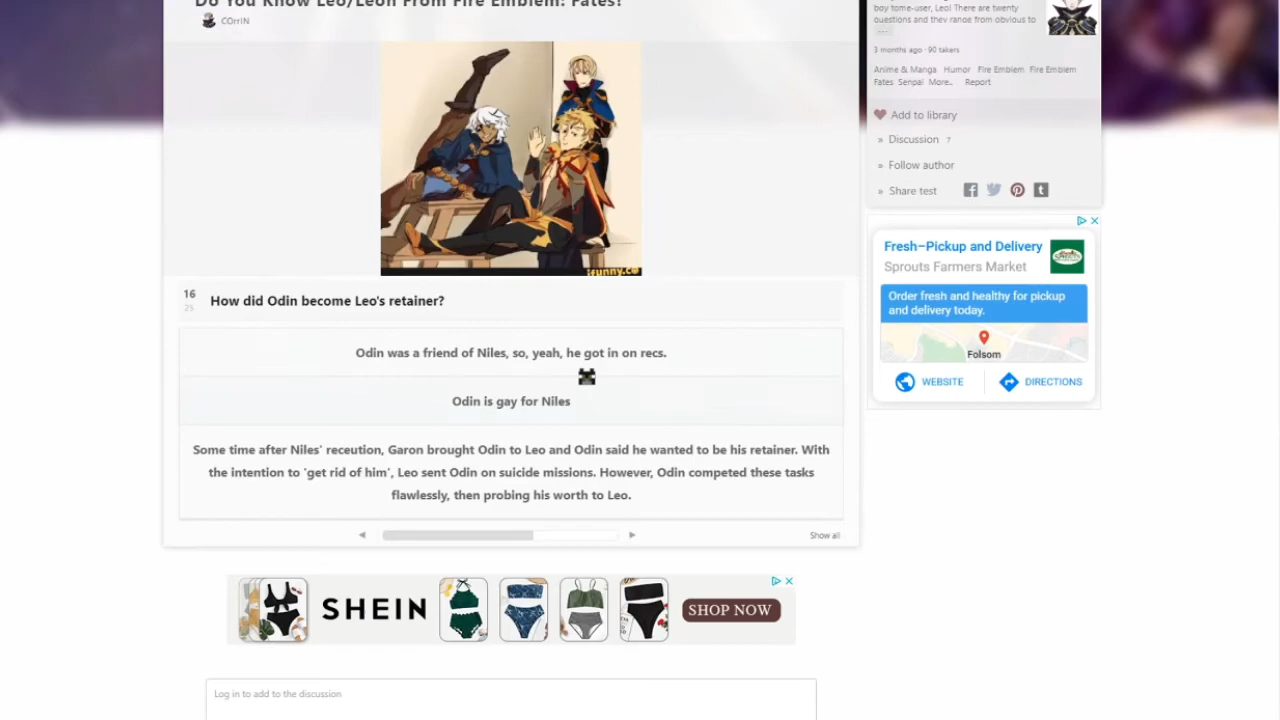 Do You Know Leo/Leon From Fire Emblem: Fates?
COrrIN
ifunny.co
16
25
How did Odin become Leo's retainer?
Odin was a friend of Niles, so, yeah, he got in on recs.
Odin is gay for Niles
Some time after Niles' receution, Garon brought Odin to Leo and Odin said he wanted to be his retainer. With
the intention to 'get rid of him', Leo sent Odin on suicide missions. However, Odin competed these tasks
flawlessly, then probing his worth to Leo.
Show all
SHEIN
SHOP NOW
Log in to add to the discussion
boy tome-user, Leo! There are twenty
questions and they range from obvious to
3 months ago · 90 takers
Anime & Manga Humor Fire Emblem Fire Emblem
Fates Senpai More.. Report
Add to library
» Discussion 7
» Follow author
» Share test
Fresh-Pickup and Delivery
Sprouts Farmers Market
Order fresh and healthy for pickup
and delivery today.
Folsom
WEBSITE
DIRECTIONS